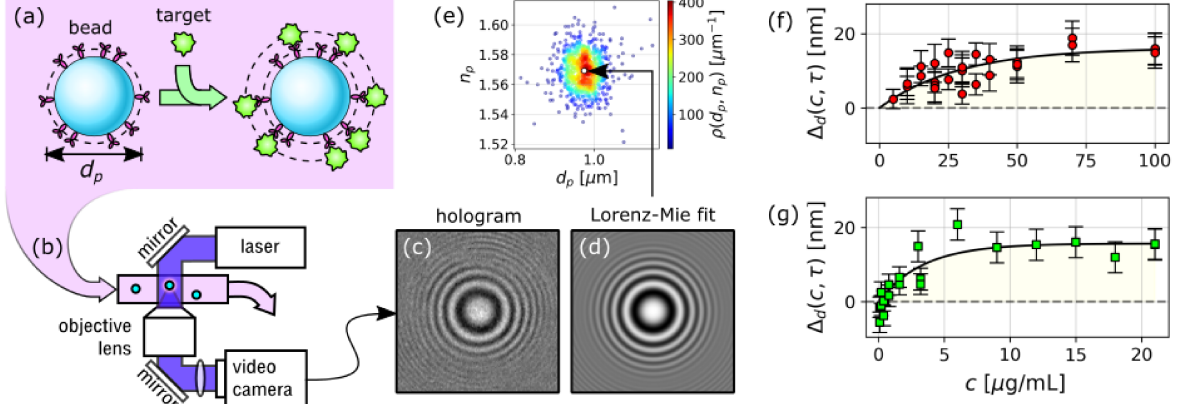 (a)
bead
target
d_p
(b)
mirror
laser
objective
lens
mirror
video
camera
hologram
(c)
Lorenz-Mie fit
(d)
(e)
n_p
1.60
1.58
1.56
1.54
1.52
0.8
1.0
d_p [μm]
400
300
200
100
ρ(d_p, n_p) [μm⁻¹]
(f)
Δ_d(c, τ) [nm]
20
0
0
25
50
75
100
(g)
Δ_d(c, τ) [nm]
20
0
0
5
10
15
20
c [μg/mL]